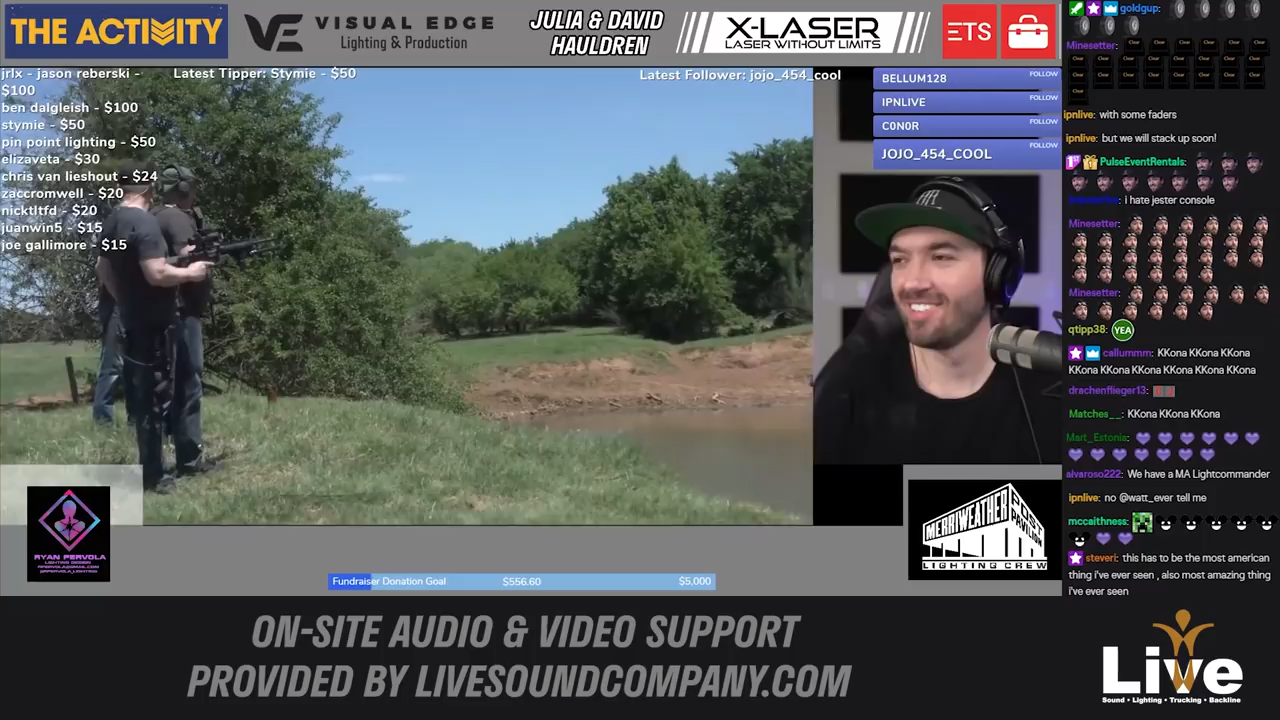 THE ACTIVITY
VE
VISUAL EDGE
Lighting & Production
JULIA & DAVID
HAULDREN
X-LASER
LASER WITHOUT LIMITS
ETS
jrlx - jason reberski -
$100
ben dalgleish - $100
stymie - $50
pin point lighting - $50
elizaveta - $30
chris van lieshout - $24
zaccromwell - $20
nicktltfd - $20
juanwin5 - $15
joe gallimore - $15
Latest Tipper: Stymie - $50
Latest Follower: jojo_454_cool
BELLUM128 FOLLOW
IPNLIVE FOLLOW
C0N0R FOLLOW
JOJO_454_COOL FOLLOW
goldgup:
Minesetter:
ipnlive: with some faders
ipnlive: but we will stack up soon!
PulseEventRentals:
i hate jester console
Minesetter:
Minesetter:
qtipp38: YEA
callummm: KKona KKona KKona
KKona KKona KKona KKona KKona KKona
drachenflieger13:
Matches__: KKona KKona KKona
Mart_Estonia:
alvaroso222: We have a MA Lightcommander
ipnlive: no @watt_ever tell me
mccaithness:
steveri: this has to be the most american
thing i've ever seen , also most amazing thing
i've ever seen
RYAN PERVOLA
LIGHTING DESIGN
MERRIWEATHER
POST
PAVILION
LIGHTING CREW
Fundraiser Donation Goal $556.60 $5,000
ON-SITE AUDIO & VIDEO SUPPORT
PROVIDED BY LIVESOUNDCOMPANY.COM
Live
Sound • Lighting • Trucking • Backline